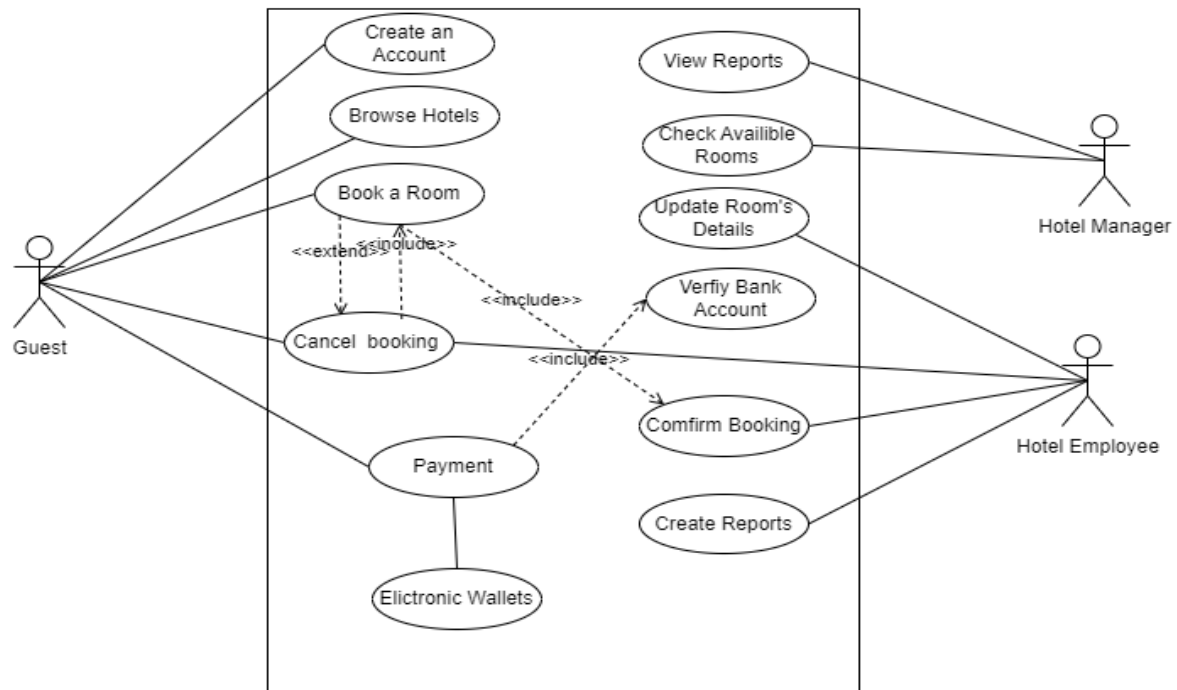 Create an
Account
Browse Hotels
Book a Room
<<extend>>
<<include>>
Cancel booking
Guest
Payment
Elictronic Wallets
<<include>>
<<include>>
View Reports
Check Availible
Rooms
Update Room's
Details
Verfiy Bank
Account
Comfirm Booking
Create Reports
Hotel Manager
Hotel Employee